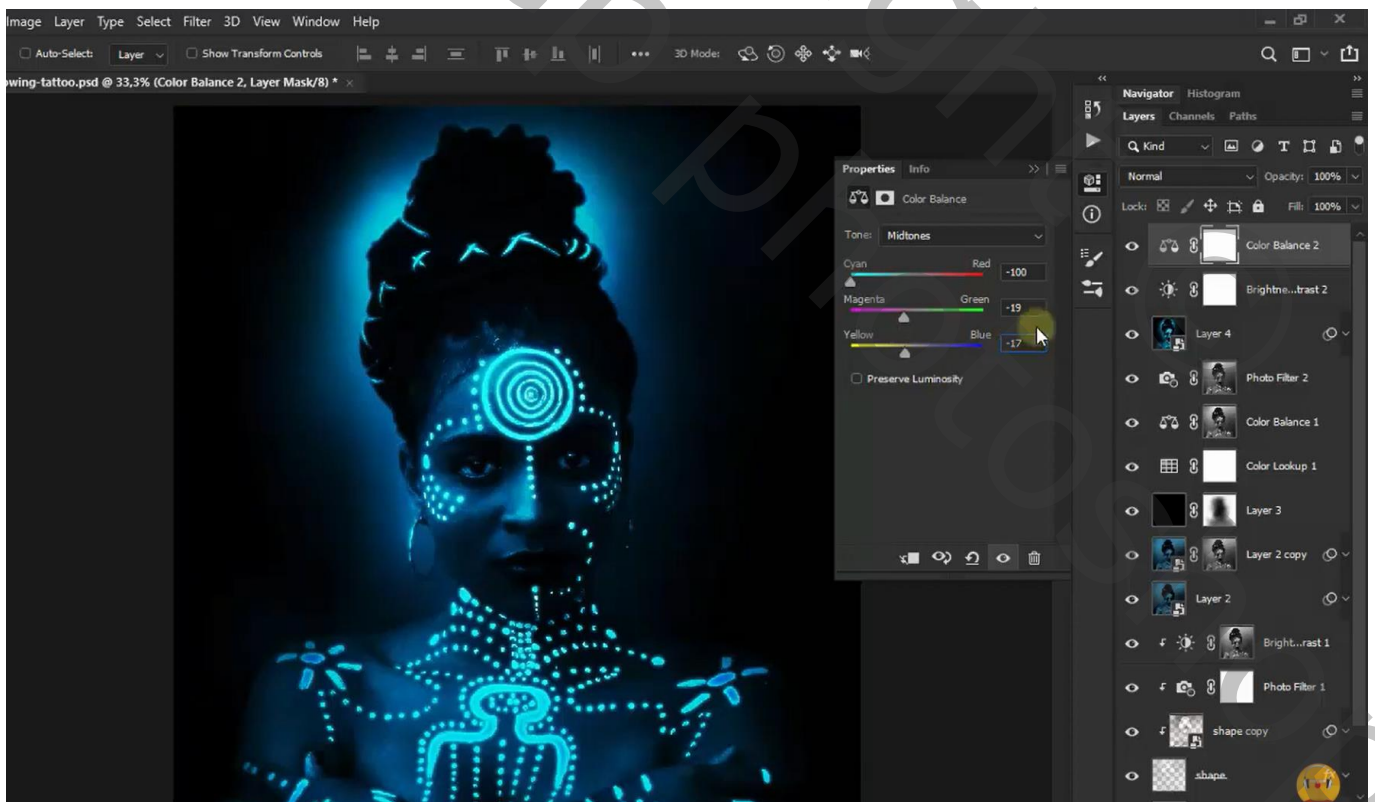 Image Layer Type Select Filter 3D View Window Help
Auto-Select: Layer Show Transform Controls 3D Mode:
owing-tattoo.psd @ 33,3% (Color Balance 2, Layer Mask/8) * ×
Navigator Histogram
Layers Channels Paths
Kind
Normal Opacity: 100%
Lock: Fill: 100%
Properties Info
Color Balance
Tone: Midtones
Cyan Red -100
Magenta Green -19
Yellow Blue -17
Preserve Luminosity
Color Balance 2
Brightne...trast 2
Layer 4
Photo Filter 2
Color Balance 1
Color Lookup 1
Layer 3
Layer 2 copy
Layer 2
Bright...rast 1
Photo Filter 1
shape copy
shape